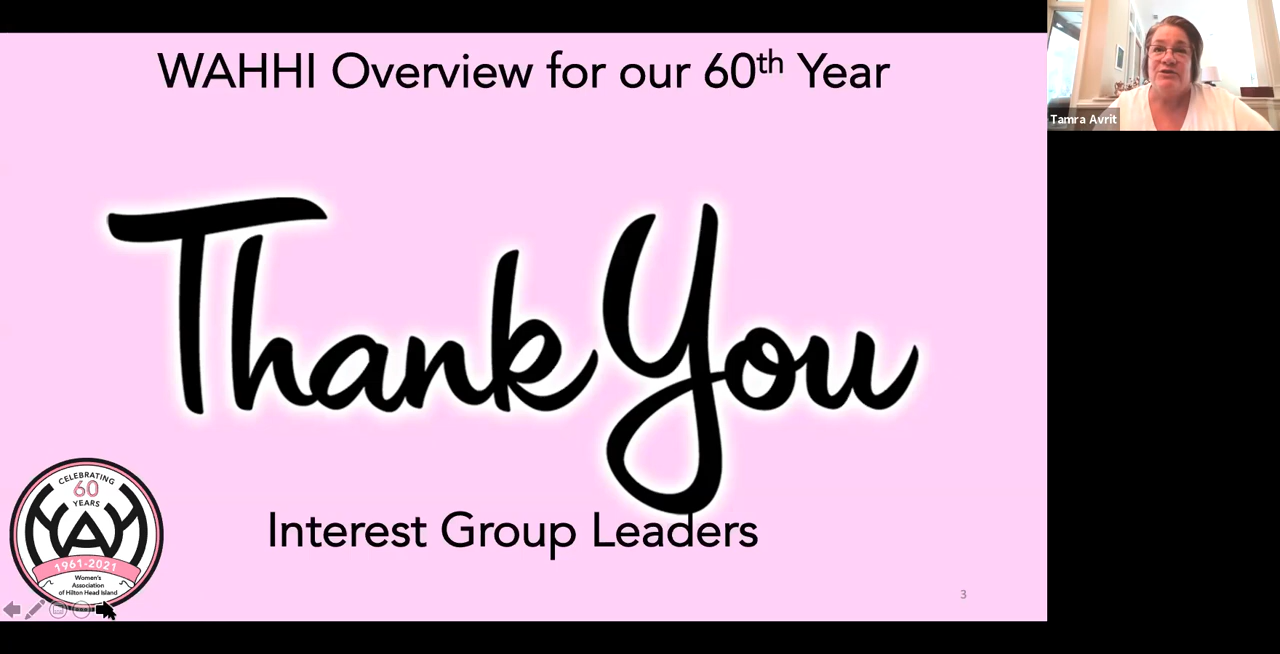 WAHHI Overview for our 60th Year
Tamra Avrit
Thank You
CELEBRATING
60
YEARS
WAHHI
1961-2021
Women's
Association
of Hilton Head Island
Interest Group Leaders
3